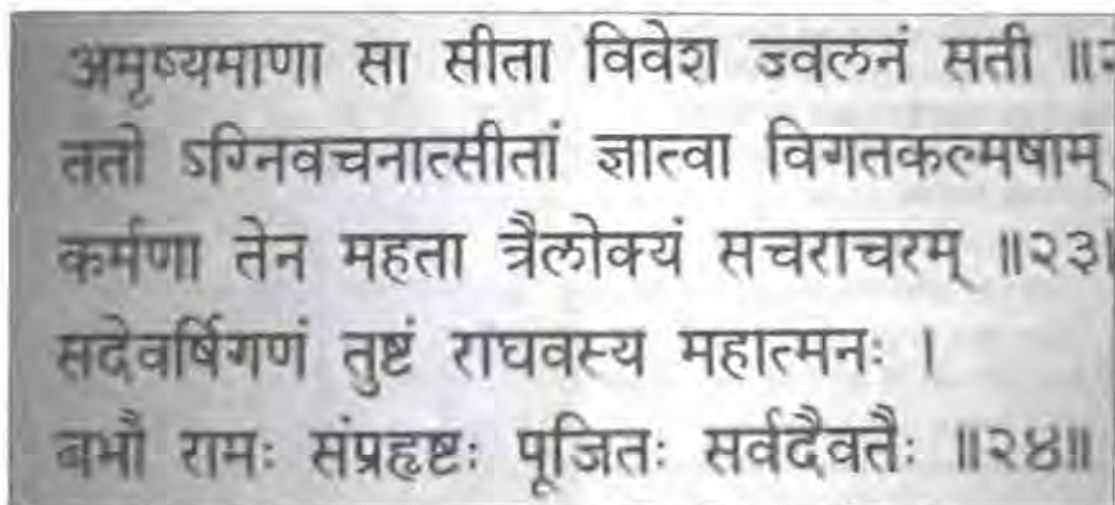 अमृष्यमाणा सा सीता विवेश ज्वलनं सती ॥
ततो ऽग्निवचनात्सीतां ज्ञात्वा विगतकल्मषाम्
कर्मणा तेन महता त्रैलोक्यं सचराचरम् ॥२३।
सदेवर्षिगणं तुष्टं राघवस्य महात्मनः ।
बभौ रामः संप्रहृष्टः पूजितः सर्वदैवतैः ॥२४॥